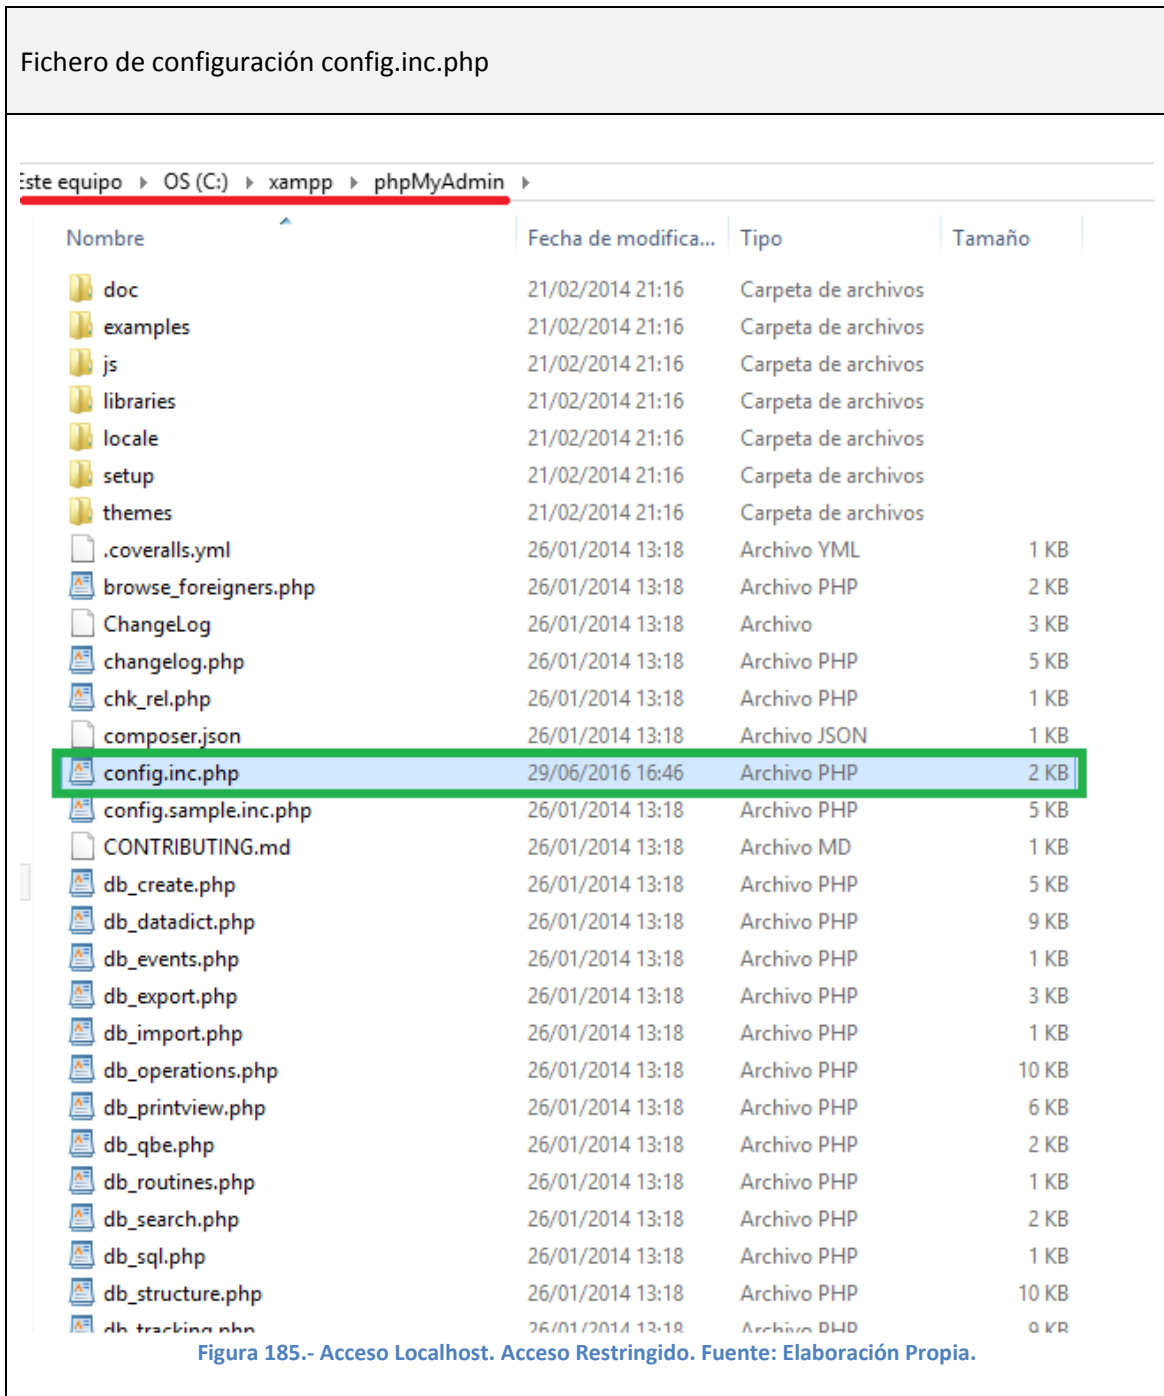 Fichero de configuración config.inc.php
Este equipo OS (C:) xampp phpMyAdmin
Nombre Fecha de modifica... Tipo Tamaño
doc 21/02/2014 21:16 Carpeta de archivos
examples 21/02/2014 21:16 Carpeta de archivos
js 21/02/2014 21:16 Carpeta de archivos
libraries 21/02/2014 21:16 Carpeta de archivos
locale 21/02/2014 21:16 Carpeta de archivos
setup 21/02/2014 21:16 Carpeta de archivos
themes 21/02/2014 21:16 Carpeta de archivos
.coveralls.yml 26/01/2014 13:18 Archivo YML 1 KB
browse_foreigners.php 26/01/2014 13:18 Archivo PHP 2 KB
ChangeLog 26/01/2014 13:18 Archivo 3 KB
changelog.php 26/01/2014 13:18 Archivo PHP 5 KB
chk_rel.php 26/01/2014 13:18 Archivo PHP 1 KB
composer.json 26/01/2014 13:18 Archivo JSON 1 KB
config.inc.php 29/06/2016 16:46 Archivo PHP 2 KB
config.sample.inc.php 26/01/2014 13:18 Archivo PHP 5 KB
CONTRIBUTING.md 26/01/2014 13:18 Archivo MD 1 KB
db_create.php 26/01/2014 13:18 Archivo PHP 5 KB
db_datadict.php 26/01/2014 13:18 Archivo PHP 9 KB
db_events.php 26/01/2014 13:18 Archivo PHP 1 KB
db_export.php 26/01/2014 13:18 Archivo PHP 3 KB
db_import.php 26/01/2014 13:18 Archivo PHP 1 KB
db_operations.php 26/01/2014 13:18 Archivo PHP 10 KB
db_printview.php 26/01/2014 13:18 Archivo PHP 6 KB
db_qbe.php 26/01/2014 13:18 Archivo PHP 2 KB
db_routines.php 26/01/2014 13:18 Archivo PHP 1 KB
db_search.php 26/01/2014 13:18 Archivo PHP 2 KB
db_sql.php 26/01/2014 13:18 Archivo PHP 1 KB
db_structure.php 26/01/2014 13:18 Archivo PHP 10 KB
db_tracking.php 26/01/2014 13:18 Archivo PHP 9 KB
Figura 185.- Acceso Localhost. Acceso Restringido. Fuente: Elaboración Propia.